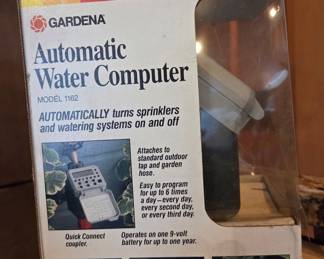 GARDENA
Automatic
Water Computer
MODEL 1162
AUTOMATICALLY turns sprinklers
and watering systems on and off
Attaches to
standard outdoor
tap and garden
hose.
Easy to program
for up to 6 times
a day—every day,
every second day,
or every third day.
Quick Connect
coupler.
Operates on one 9-volt
battery for up to one year.